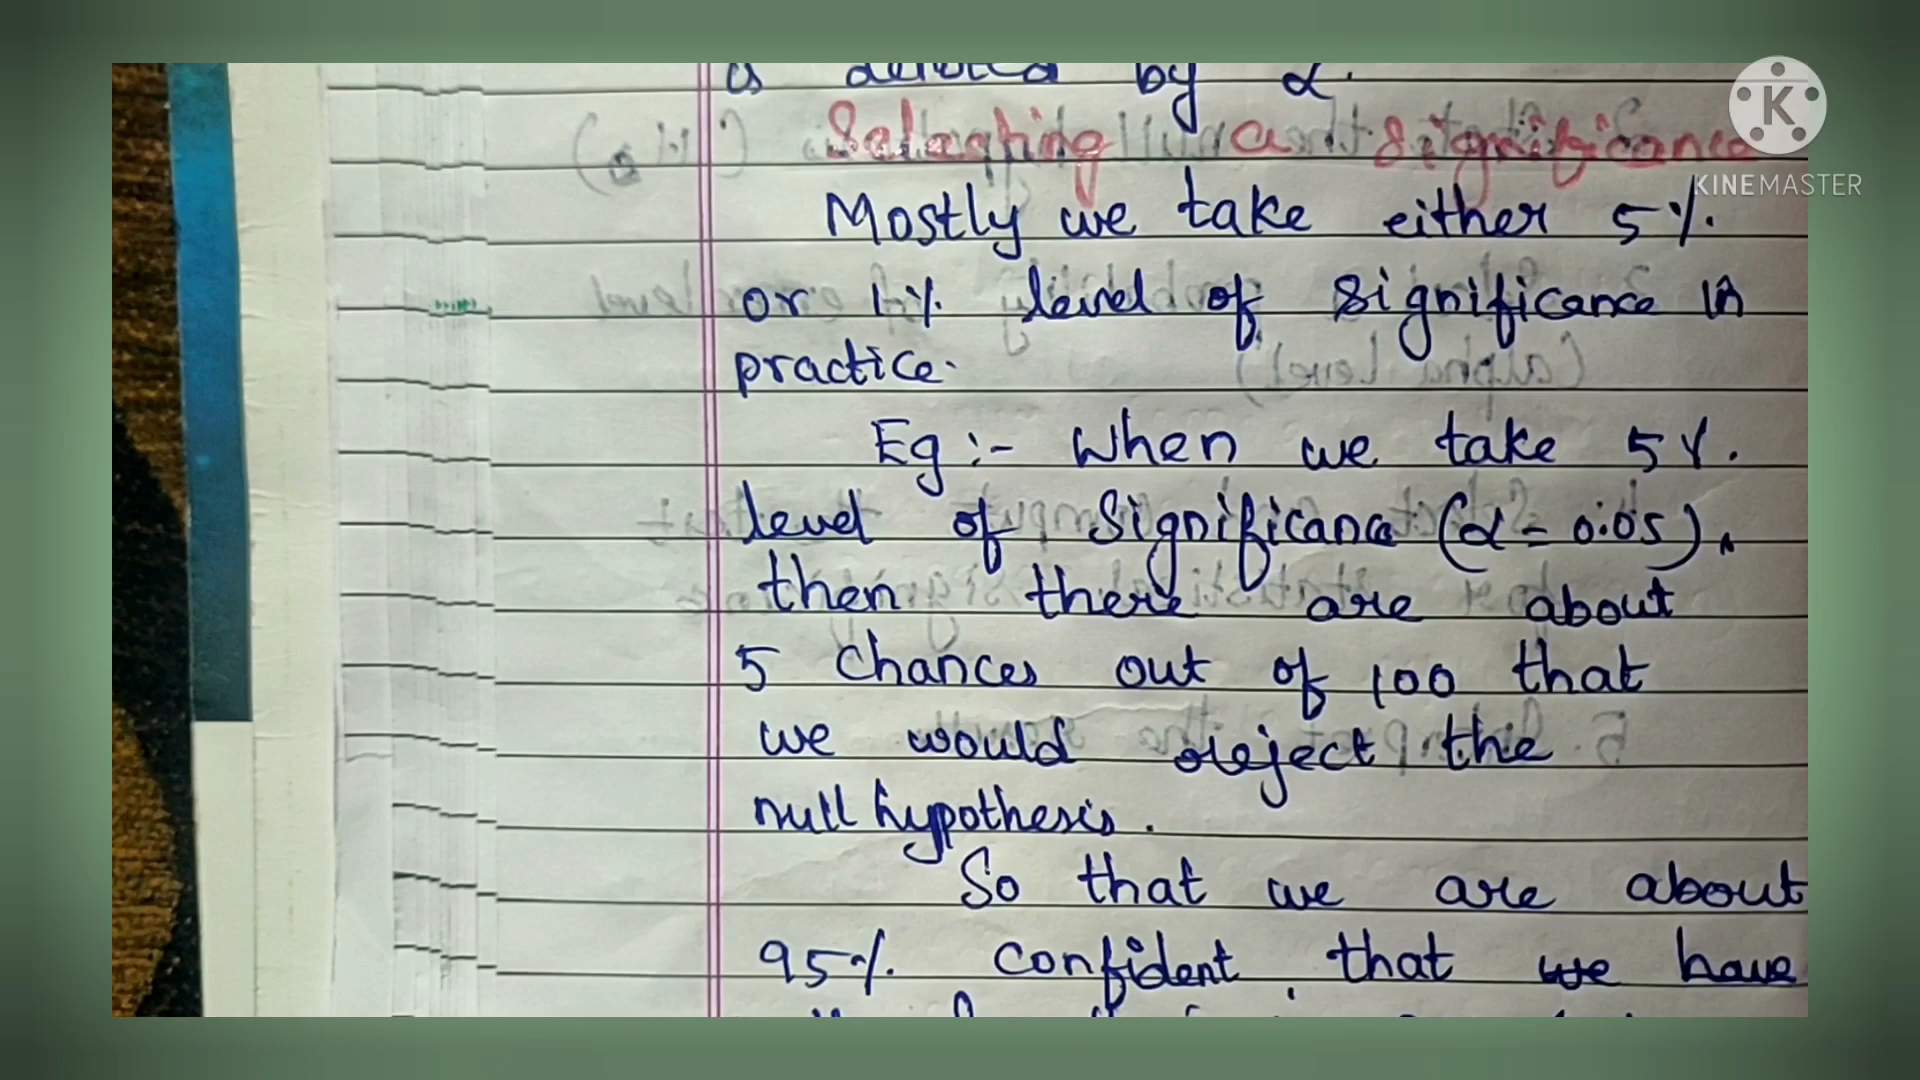 is denoted by α.
Selecting a significance
Mostly we take either 5%.
or 1% level of significance in
practice.
Eg :- When we take 5%.
level of significance (α = 0.05),
then there are about
5 chances out of 100 that
we would reject the
null hypothesis.
So that we are about
95% confident that we have
KINEMASTER